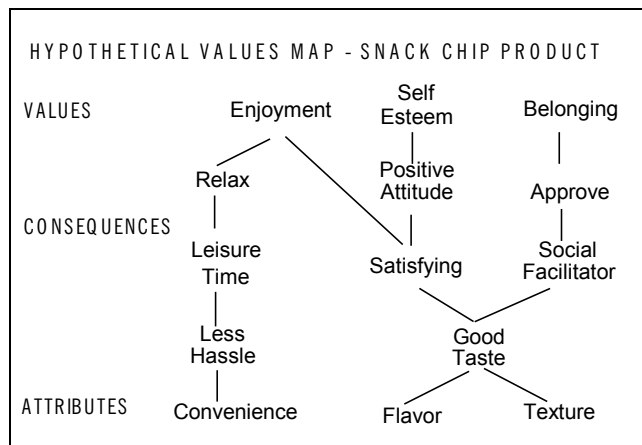 HYPOTHETICAL VALUES MAP - SNACK CHIP PRODUCT
VALUES
Enjoyment
Self
Esteem
Belonging
Relax
Positive
Attitude
Approve
CONSEQUENCES
Leisure
Time
Satisfying
Social
Facilitator
Less
Hassle
Good
Taste
ATTRIBUTES
Convenience
Flavor
Texture